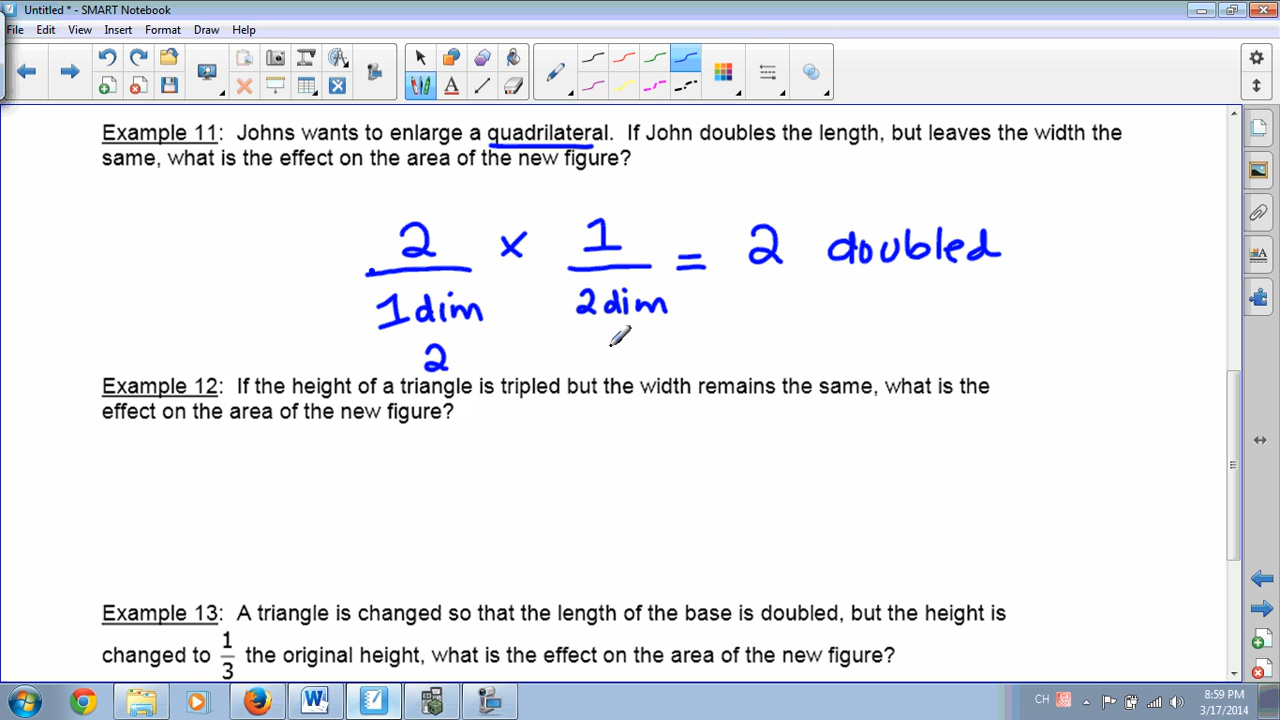 Untitled * - SMART Notebook
File Edit View Insert Format Draw Help
Example 11: Johns wants to enlarge a quadrilateral. If John doubles the length, but leaves the width the
same, what is the effect on the area of the new figure?
2 x 1 = 2 doubled
1dim 2dim
2
Example 12: If the height of a triangle is tripled but the width remains the same, what is the
effect on the area of the new figure?
Example 13: A triangle is changed so that the length of the base is doubled, but the height is
changed to 1/3 the original height, what is the effect on the area of the new figure?
CH 8:59 PM
3/17/2014